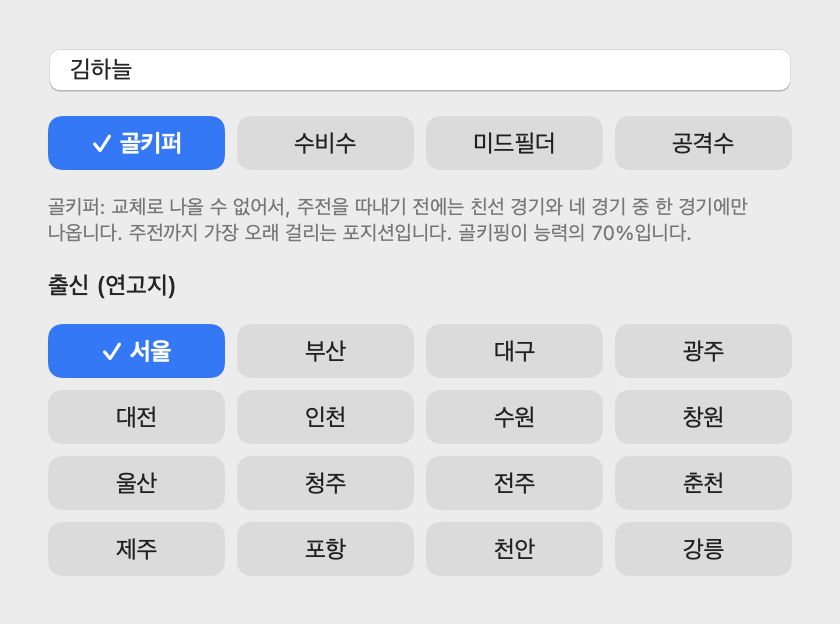 김하늘
✓ 골키퍼 수비수 미드필더 공격수
골키퍼: 교체로 나올 수 없어서, 주전을 따내기 전에는 친선 경기와 네 경기 중 한 경기에만
나옵니다. 주전까지 가장 오래 걸리는 포지션입니다. 골키핑이 능력의 70%입니다.
출신 (연고지)
✓ 서울 부산 대구 광주
대전 인천 수원 창원
울산 청주 전주 춘천
제주 포항 천안 강릉